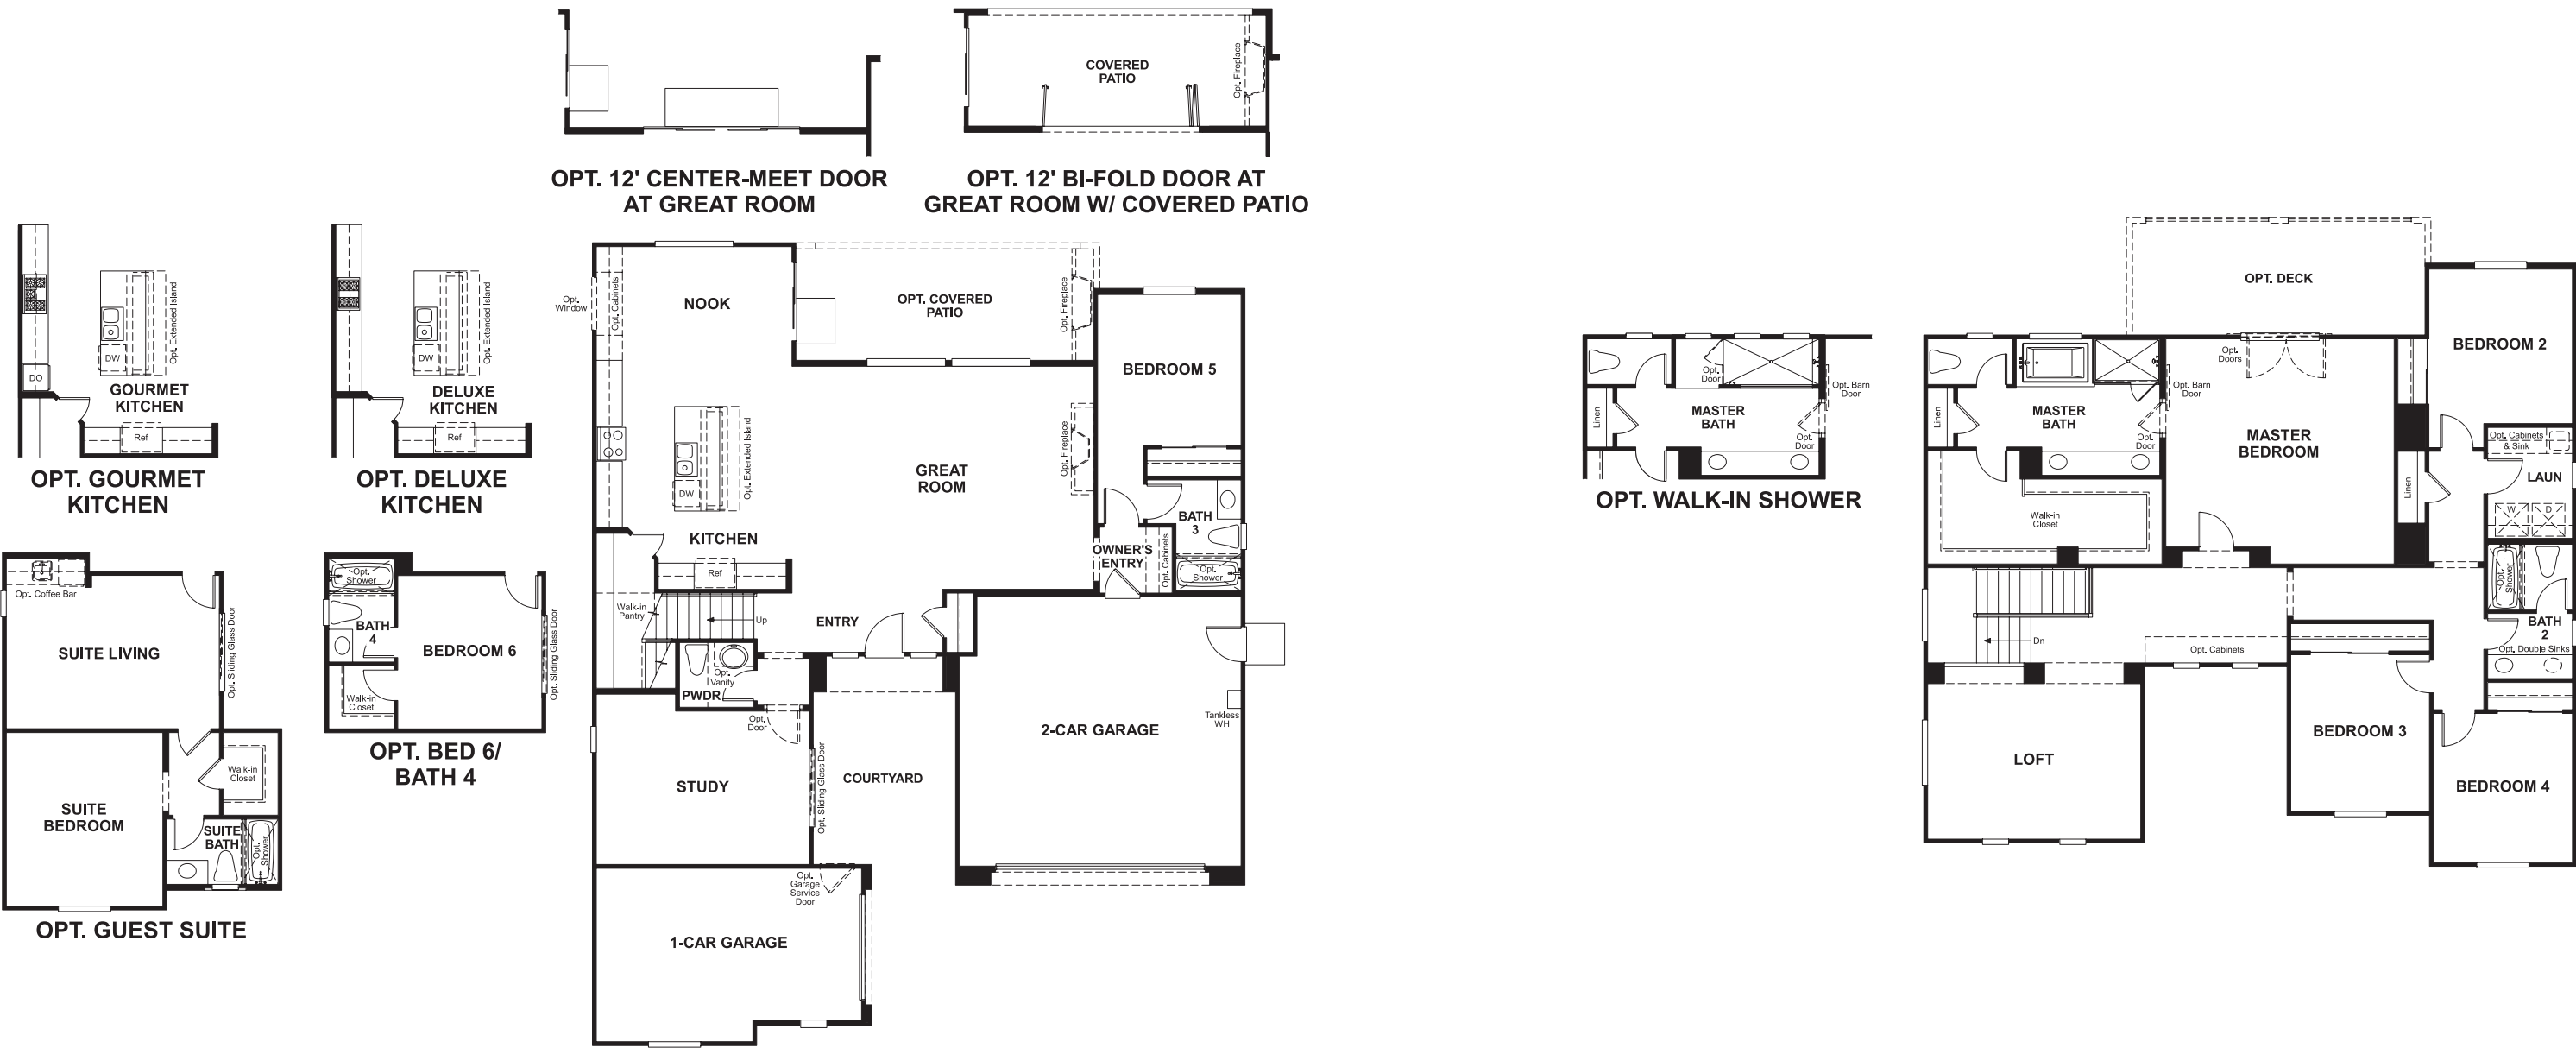 COVERED
PATIO
Opt. Fireplace
OPT. 12' CENTER-MEET DOOR
AT GREAT ROOM
OPT. 12' BI-FOLD DOOR AT
GREAT ROOM W/ COVERED PATIO
DW
Opt. Extended Island
DO
GOURMET
KITCHEN
Ref
OPT. GOURMET
KITCHEN
DW
Opt. Extended Island
DELUXE
KITCHEN
Ref
OPT. DELUXE
KITCHEN
Opt. Coffee Bar
SUITE LIVING
Opt. Sliding Glass Door
Walk-in
Closet
SUITE
BEDROOM
SUITE
BATH
Opt.
Shower
OPT. GUEST SUITE
Opt.
Shower
BATH
4
BEDROOM 6
Opt. Sliding Glass Door
Walk-in
Closet
OPT. BED 6/
BATH 4
Opt.
Window
Opt. Cabinets
NOOK
OPT. COVERED
PATIO
Opt. Fireplace
BEDROOM 5
DW
Opt. Extended Island
GREAT
ROOM
Opt. Fireplace
KITCHEN
Ref
BATH
3
OWNER'S
ENTRY
Opt. Cabinets
Opt.
Shower
Walk-in
Pantry
Up
ENTRY
Opt.
Vanity
PWDR
Opt.
Door
STUDY
Opt. Sliding Glass Door
COURTYARD
2-CAR GARAGE
Tankless
WH
Opt.
Garage
Service
Door
1-CAR GARAGE
Opt.
Door
Opt. Barn
Door
Linen
MASTER
BATH
Opt.
Door
OPT. WALK-IN SHOWER
OPT. DECK
Opt.
Doors
BEDROOM 2
Opt. Barn
Door
Linen
MASTER
BATH
Opt.
Door
MASTER
BEDROOM
Opt. Cabinets
& Sink
LAUN
Linen
W
D
Walk-in
Closet
Opt.
Shower
BATH
2
Dn
Opt. Cabinets
Opt. Double Sinks
LOFT
BEDROOM 3
BEDROOM 4